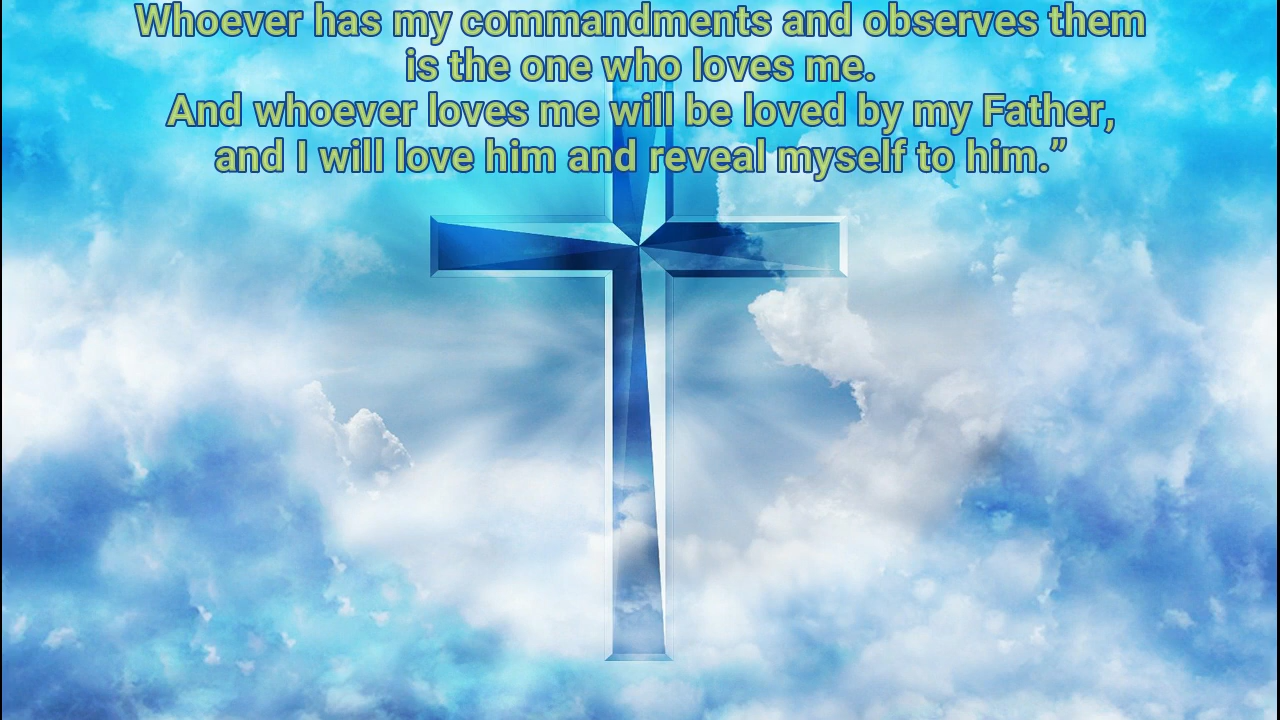 Whoever has my commandments and observes them
is the one who loves me.
And whoever loves me will be loved by my Father,
and I will love him and reveal myself to him.”